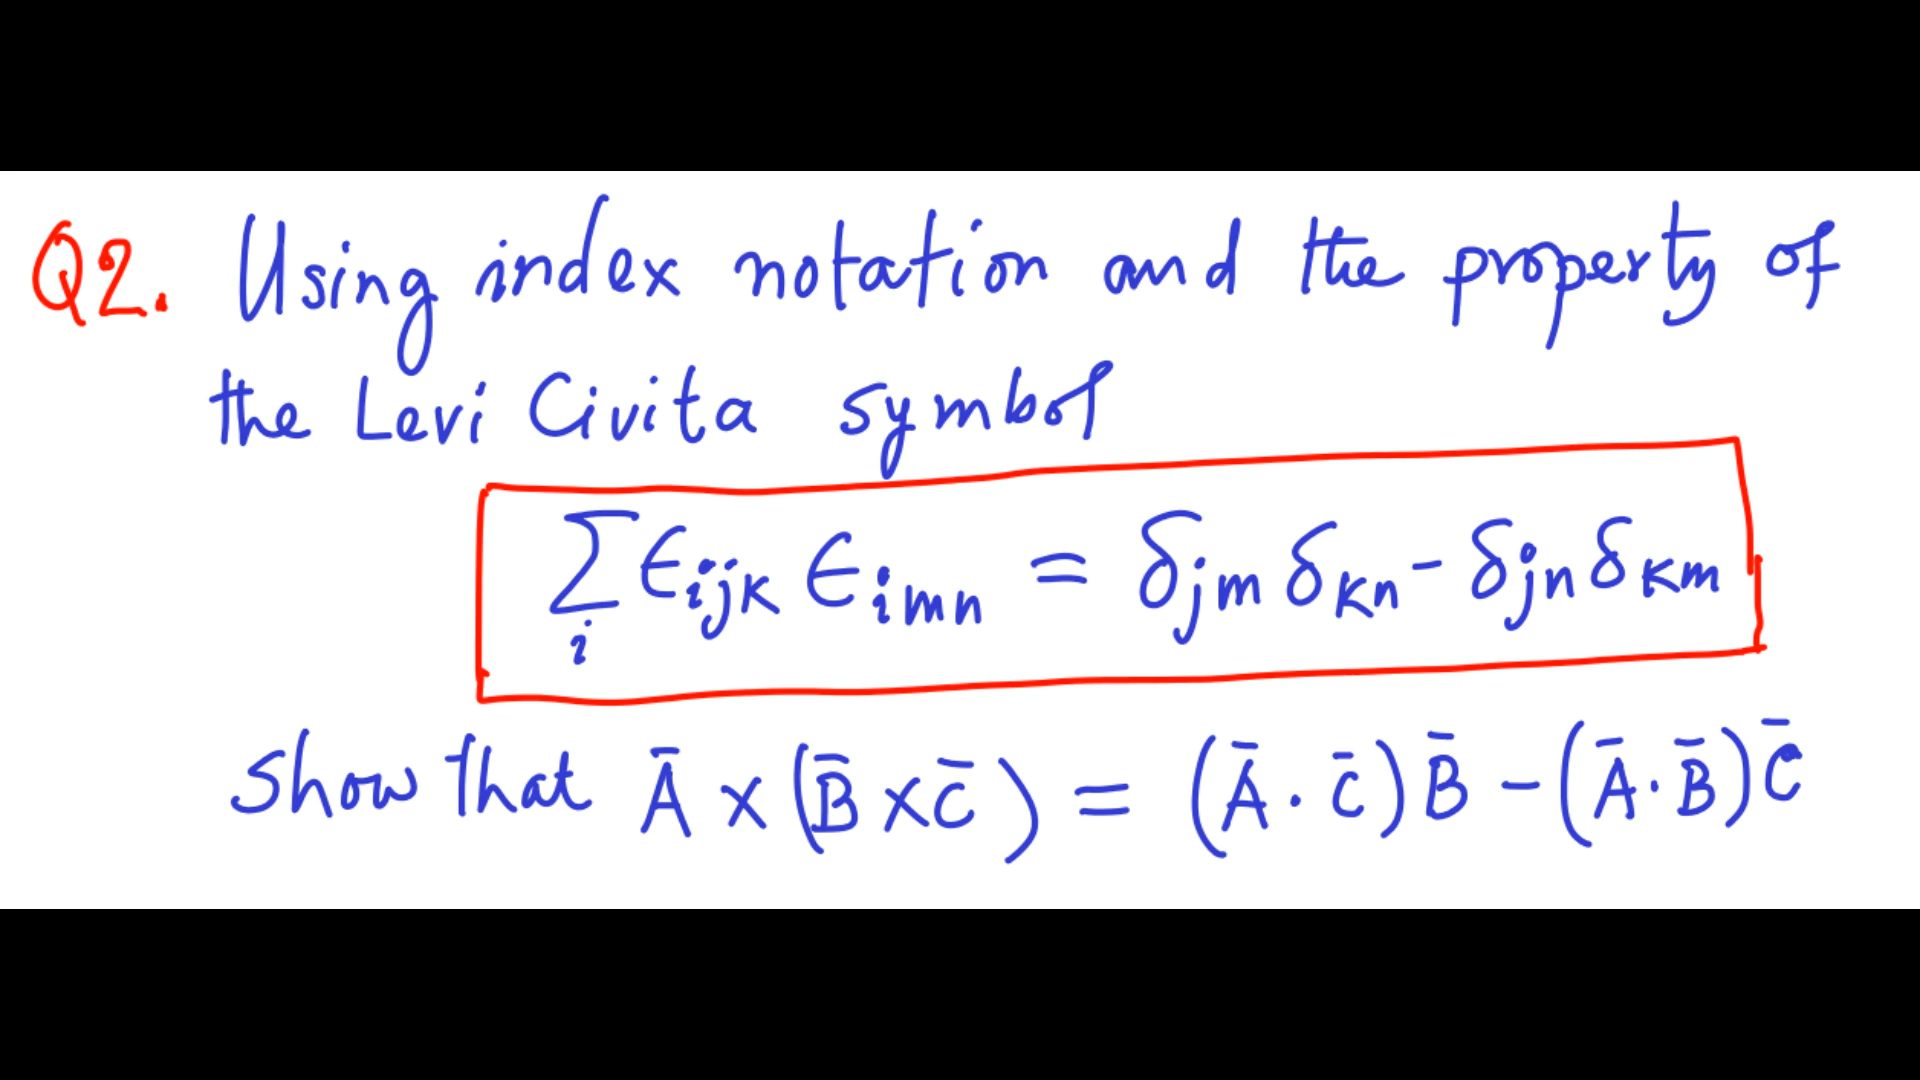 Q2. Using index notation and the property of
the Levi Civita symbol
∑ᵢ ϵᵢⱼₖ ϵᵢₘₙ = δⱼₘ δₖₙ - δⱼₙ δₖₘ
show that Ā × (B̄ × C̄) = (Ā · C̄) B̄ - (Ā · B̄) C̄